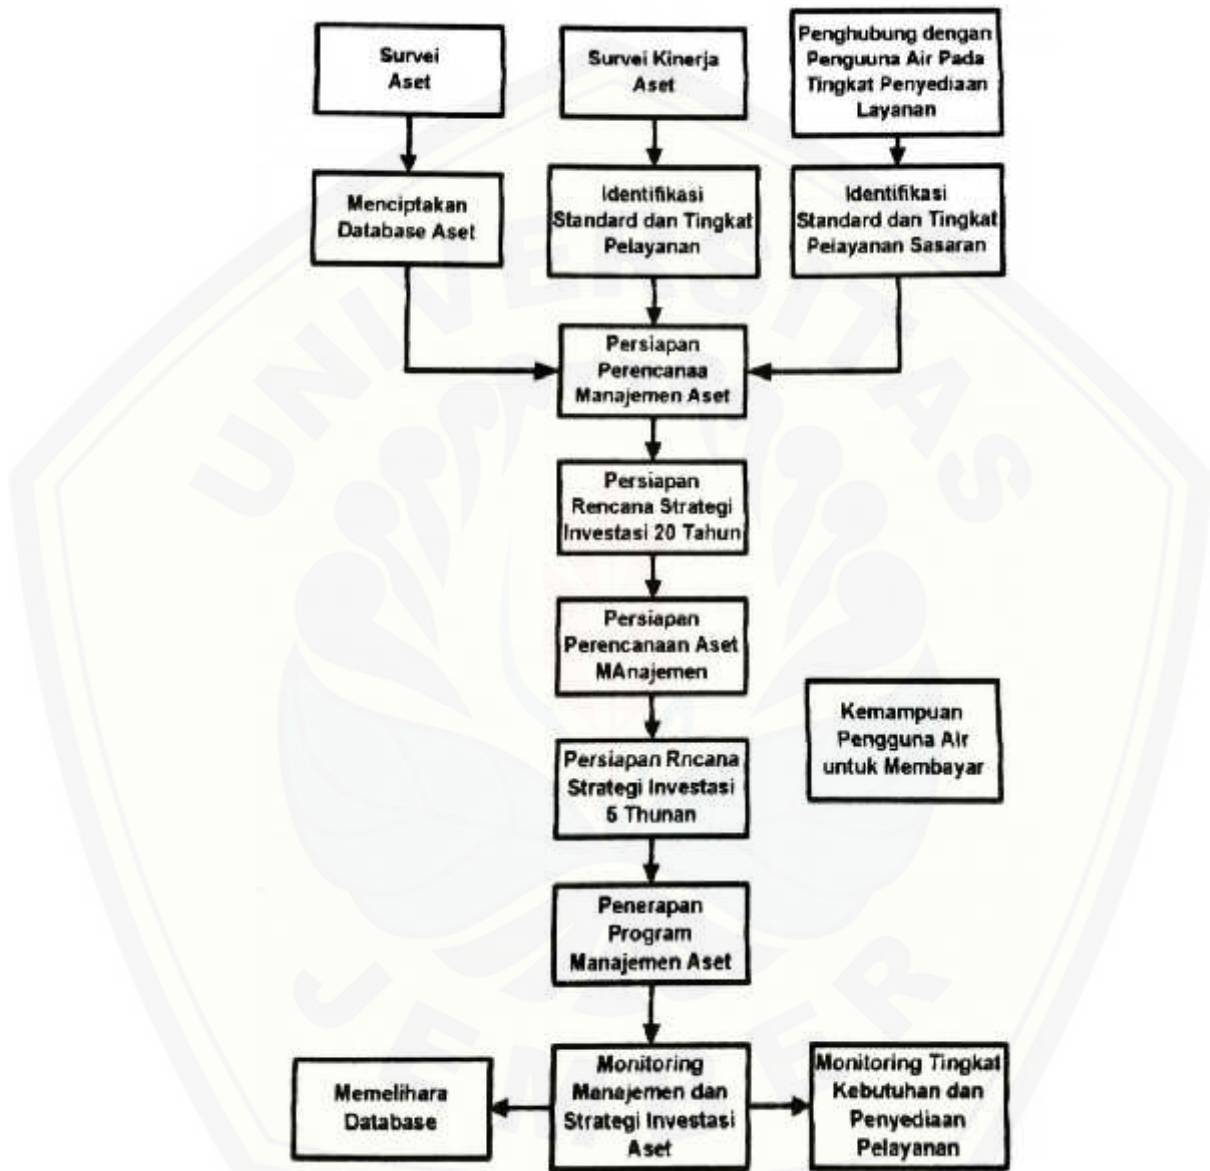 Survei
Aset
Survei Kinerja
Aset
Penghubung dengan
Penguuna Air Pada
Tingkat Penyediaan
Layanan
Menciptakan
Database Aset
Identifikasi
Standard dan Tingkat
Pelayanan
Identifikasi
Standard dan Tingkat
Pelayanan Sasaran
Persiapan
Perencanaa
Manajemen Aset
Persiapan
Rencana Strategi
Investasi 20 Tahun
Persiapan
Perencanaan Aset
MAnajemen
Kemampuan
Pengguna Air
untuk Membayar
Persiapan Rncana
Strategi Investasi
5 Thunan
Penerapan
Program
Manajemen Aset
Memelihara
Database
Monitoring
Manajemen dan
Strategi Investasi
Aset
Monitoring Tingkat
Kebutuhan dan
Penyediaan
Pelayanan
UNIVERSITAS
JEMBER